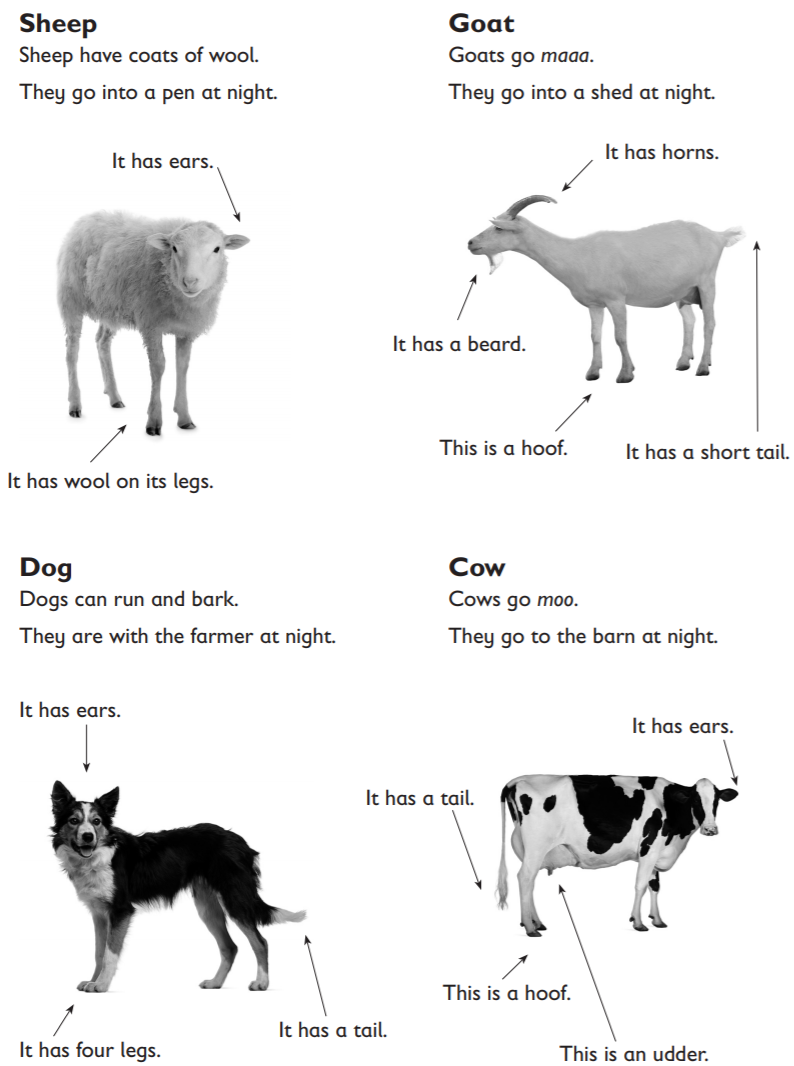 Sheep
Sheep have coats of wool.
They go into a pen at night.
It has ears.
It has wool on its legs.
Goat
Goats go maaa.
They go into a shed at night.
It has horns.
It has a beard.
This is a hoof.
It has a short tail.
Dog
Dogs can run and bark.
They are with the farmer at night.
It has ears.
It has four legs.
It has a tail.
Cow
Cows go moo.
They go to the barn at night.
It has ears.
It has a tail.
This is a hoof.
This is an udder.